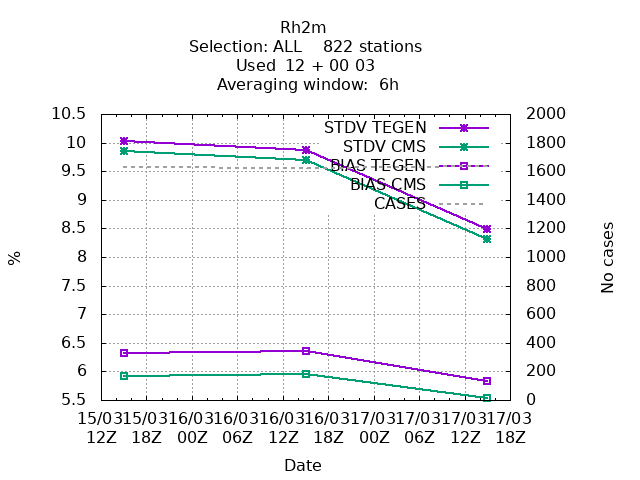 Rh2m
Selection: ALL    822 stations
Used  12 + 00 03
Averaging window:  6h
10.5
10
9.5
9
8.5
8
7.5
7
6.5
6
5.5
%
STDV TEGEN
STDV CMS
BIAS TEGEN
BIAS CMS
CASES
2000
1800
1600
1400
1200
1000
800
600
400
200
0
No cases
15/03 15/03 16/03 16/03 16/03 16/03 17/03 17/03 17/03 17/03
12Z 18Z 00Z 06Z 12Z 18Z 00Z 06Z 12Z 18Z
Date